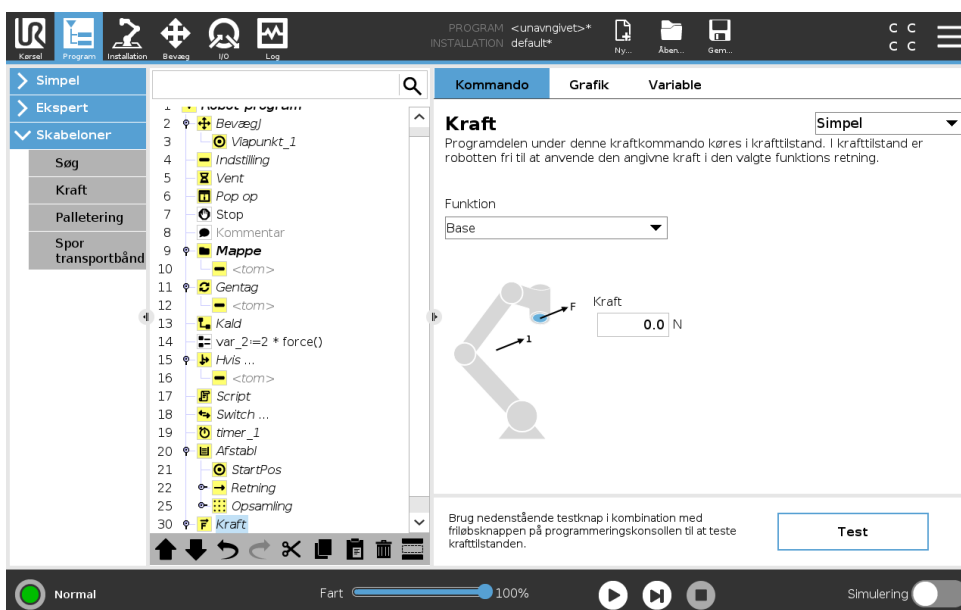 PROGRAM <unavngivet>*
INSTALLATION default*
Kørsel Program Installation Bevæg I/O Log Ny... Åben... Gem...
C C
C C
Simpel
Ekspert
Skabeloner
Søg
Kraft
Palletering
Spor
transportbånd
1 Robot-program
2 BevægJ
3 Viapunkt_1
4 Indstilling
5 Vent
6 Pop op
7 Stop
8 Kommentar
9 Mappe
10 <tom>
11 Gentag
12 <tom>
13 Kald
14 var_2:=2 * force()
15 Hvis ...
16 <tom>
17 Script
18 Switch ...
19 timer_1
20 Afstabl
21 StartPos
22 Retning
25 Opsamling
30 Kraft
Kommando Grafik Variable
Kraft
Simpel
Programdelen under denne kraftkommando køres i krafttilstand. I krafttilstand er
robotten fri til at anvende den angivne kraft i den valgte funktions retning.
Funktion
Base
F
1
Kraft
0.0 N
Brug nedenstående testknap i kombination med
friløbsknappen på programmeringskonsollen til at teste
krafttilstanden.
Test
Normal
Fart 100%
Simulering